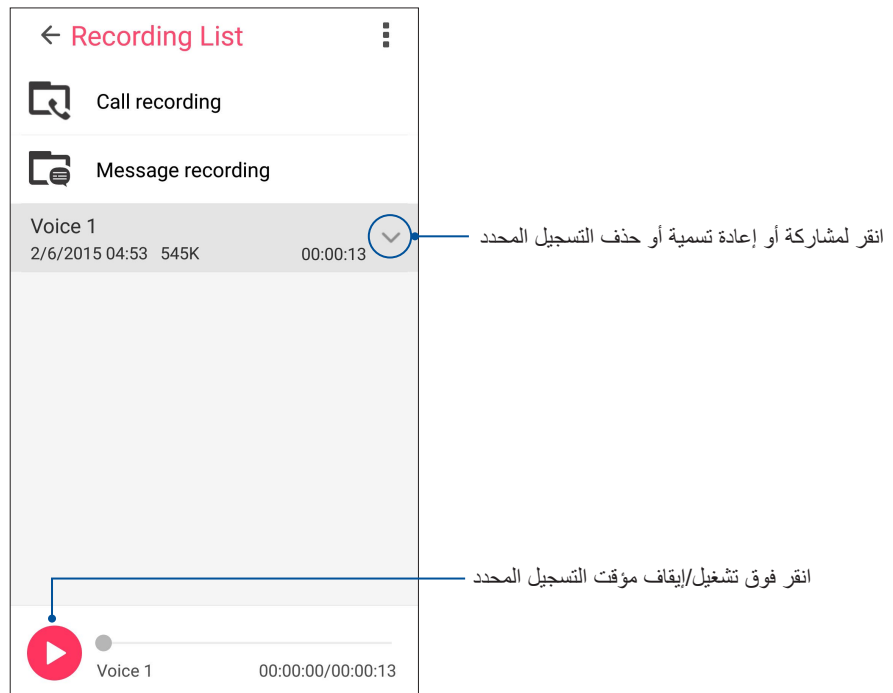 Recording List
Call recording
Message recording
Voice 1
2/6/2015 04:53 545K 00:00:13
انقر لمشاركة أو إعادة تسمية أو حذف التسجيل المحدد
انقر فوق تشغيل/إيقاف مؤقت التسجيل المحدد
Voice 1 00:00:00/00:00:13